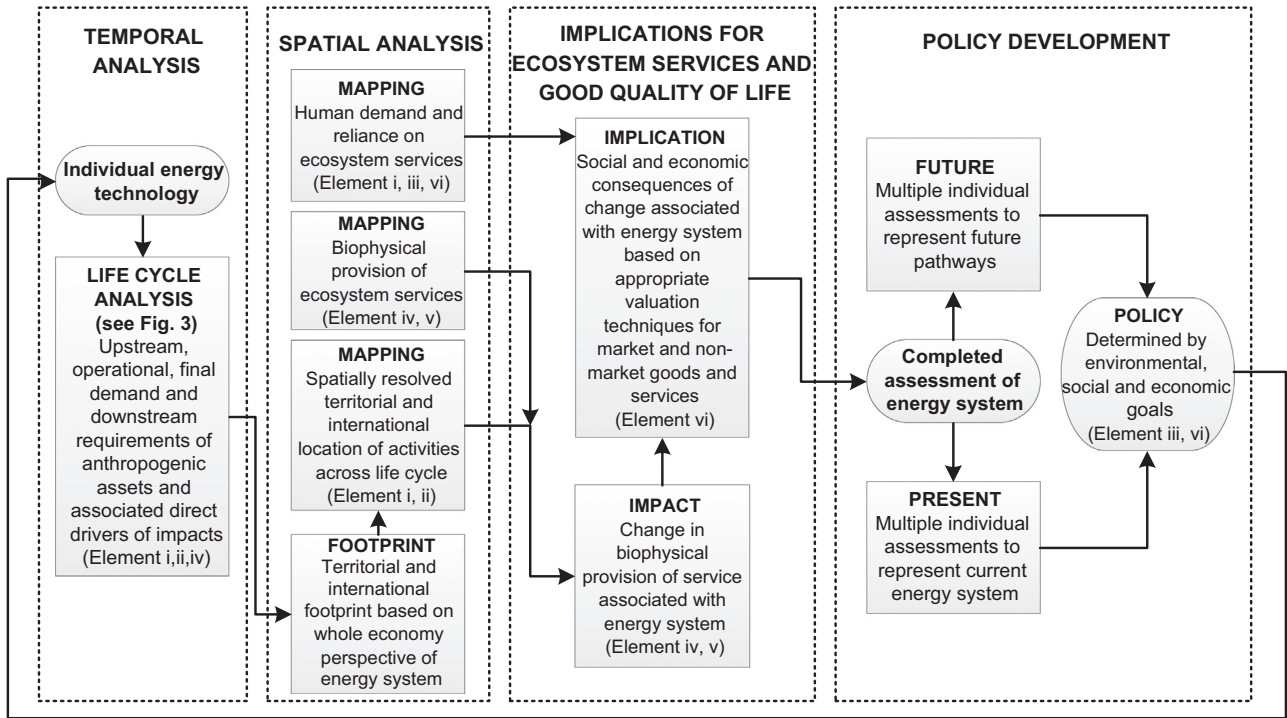 TEMPORAL
ANALYSIS
Individual energy
technology
LIFE CYCLE
ANALYSIS
(see Fig. 3)
Upstream,
operational, final
demand and
downstream
requirements of
anthropogenic
assets and
associated direct
drivers of impacts
(Element i,ii,iv)
SPATIAL ANALYSIS
MAPPING
Human demand and
reliance on
ecosystem services
(Element i, iii, vi)
MAPPING
Biophysical
provision of
ecosystem services
(Element iv, v)
MAPPING
Spatially resolved
territorial and
international
location of activities
across life cycle
(Element i, ii)
FOOTPRINT
Territorial and
international
footprint based on
whole economy
perspective of
energy system
IMPLICATIONS FOR
ECOSYSTEM SERVICES AND
GOOD QUALITY OF LIFE
IMPLICATION
Social and economic
consequences of
change associated
with energy system
based on
appropriate
valuation
techniques for
market and non-
market goods and
services
(Element vi)
IMPACT
Change in
biophysical
provision of service
associated with
energy system
(Element iv, v)
POLICY DEVELOPMENT
FUTURE
Multiple individual
assessments to
represent future
pathways
Completed
assessment of
energy system
PRESENT
Multiple individual
assessments to
represent current
energy system
POLICY
Determined by
environmental,
social and economic
goals
(Element iii, vi)